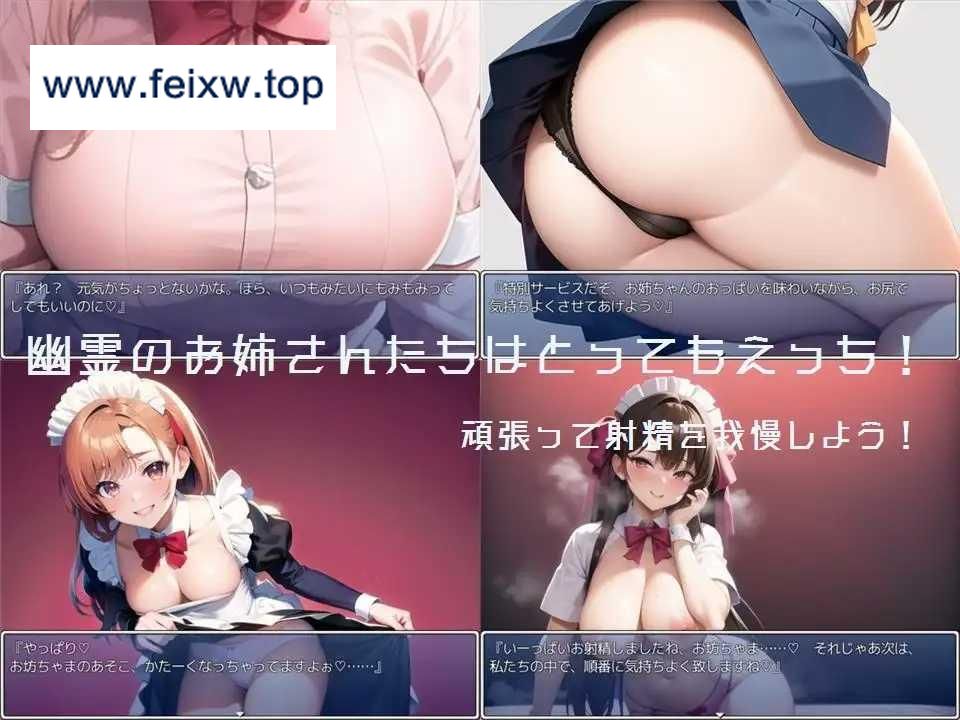 www.feixw.top
『あれ？　元気がちょっとないかな。ほら、いつもみたいにもみもみって
してもいいのに♡』
『特別サービスだぞ、お姉ちゃんのおっぱいを味わいながら、お尻で
気持ちよくさせてあげよう♡』
幽霊のお姉さんたちはとってもえっち！
頑張って射精を我慢しよう！
『やっぱり♡
お坊ちゃまのあそこ、かたーくなっちゃってますよぉ♡……』
『いーっぱいお射精しましたね、お坊ちゃま……♡　それじゃあ次は、
私たちの中で、順番に気持ちよく致しますね♡』